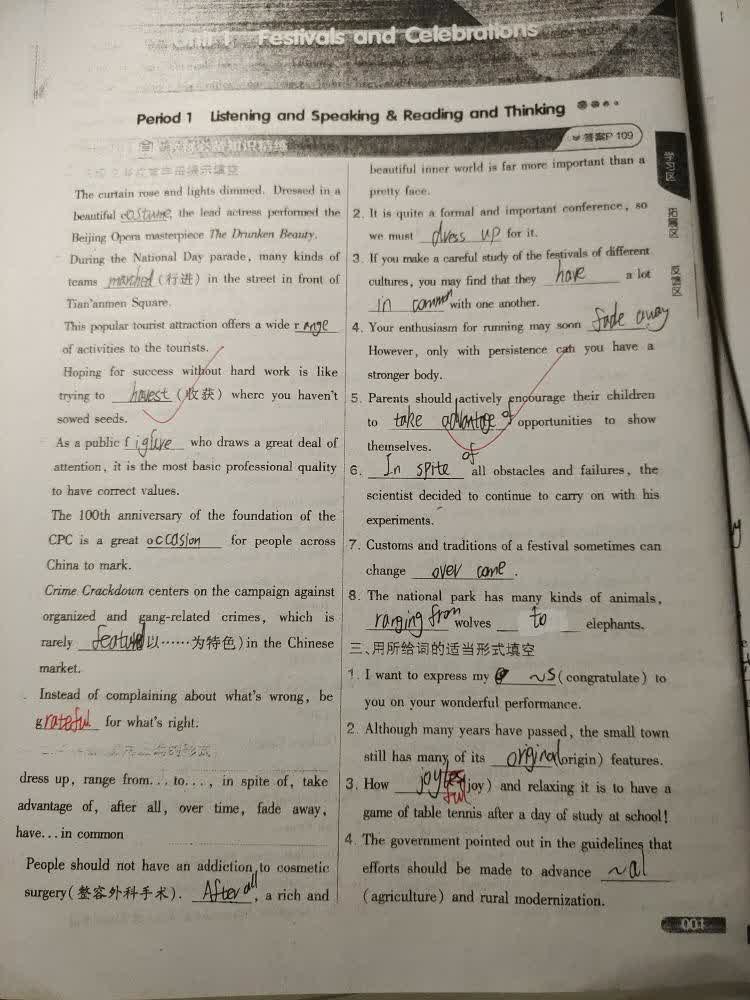 Unit 1 Festivals and Celebrations
Period 1 Listening and Speaking & Reading and Thinking
答案P 109
学习区
拓展区
反馈区
The curtain rose and lights dimmed. Dressed in a
beautiful costume, the lead actress performed the
Beijing Opera masterpiece The Drunken Beauty.
During the National Day parade, many kinds of
teams marched (行进) in the street in front of
Tian'anmen Square.
This popular tourist attraction offers a wide range
of activities to the tourists.
Hoping for success without hard work is like
trying to havest (收获) where you haven't
sowed seeds.
As a public figure who draws a great deal of
attention, it is the most basic professional quality
to have correct values.
The 100th anniversary of the foundation of the
CPC is a great occasion for people across
China to mark.
Crime Crackdown centers on the campaign against
organized and gang-related crimes, which is
rarely featured (以……为特色) in the Chinese
market.
Instead of complaining about what's wrong, be
grateful for what's right.
dress up, range from... to..., in spite of, take
advantage of, after all, over time, fade away,
have... in common
People should not have an addiction to cosmetic
surgery(整容外科手术). After all, a rich and
beautiful inner world is far more important than a
pretty face.
2. It is quite a formal and important conference, so
we must dress up for it.
3. If you make a careful study of the festivals of different
cultures, you may find that they have a lot
in common with one another.
4. Your enthusiasm for running may soon fade away
However, only with persistence can you have a
stronger body.
5. Parents should actively encourage their children
to take advantage of opportunities to show
themselves.
6. In spite of all obstacles and failures, the
scientist decided to continue to carry on with his
experiments.
7. Customs and traditions of a festival sometimes can
change over come.
8. The national park has many kinds of animals,
ranging from wolves to elephants.
三、用所给词的适当形式填空
1. I want to express my ~s (congratulate) to
you on your wonderful performance.
2. Although many years have passed, the small town
still has many of its orginal (origin) features.
3. How joyful (joy) and relaxing it is to have a
game of table tennis after a day of study at school!
4. The government pointed out in the guidelines that
efforts should be made to advance ~al
(agriculture) and rural modernization.
001